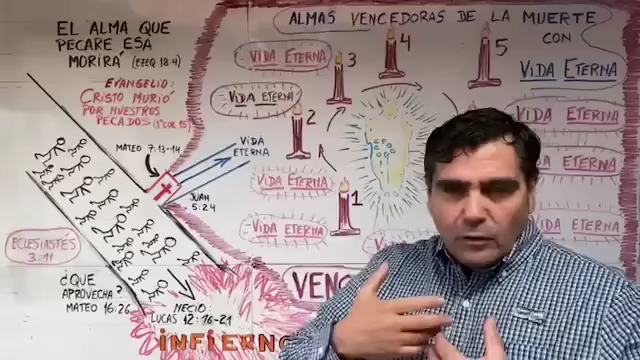 EL ALMA QUE
PECARE ESA
MORIRÁ (EZEQ 18:4)
EVANGELIO:
CRISTO MURIÓ
POR NUESTROS
PECADOS (1ª COR 15)
MATEO 7:13-14
VIDA
ETERNA
JUAN
5:24
ECLESIASTÉS
3:11
¿QUE
APROVECHA?
MATEO 16:26
NECIO
LUCAS 12:16-21
INFIERNO
ALMAS VENCEDORAS DE LA MUERTE
CON
VIDA ETERNA
VIDA ETERNA
VIDA ETERNA
VIDA ETERNA
VIDA ETERNA
VIDA ETERNA
ETERNA
VIDA ETERNA
1
2
3
4
5